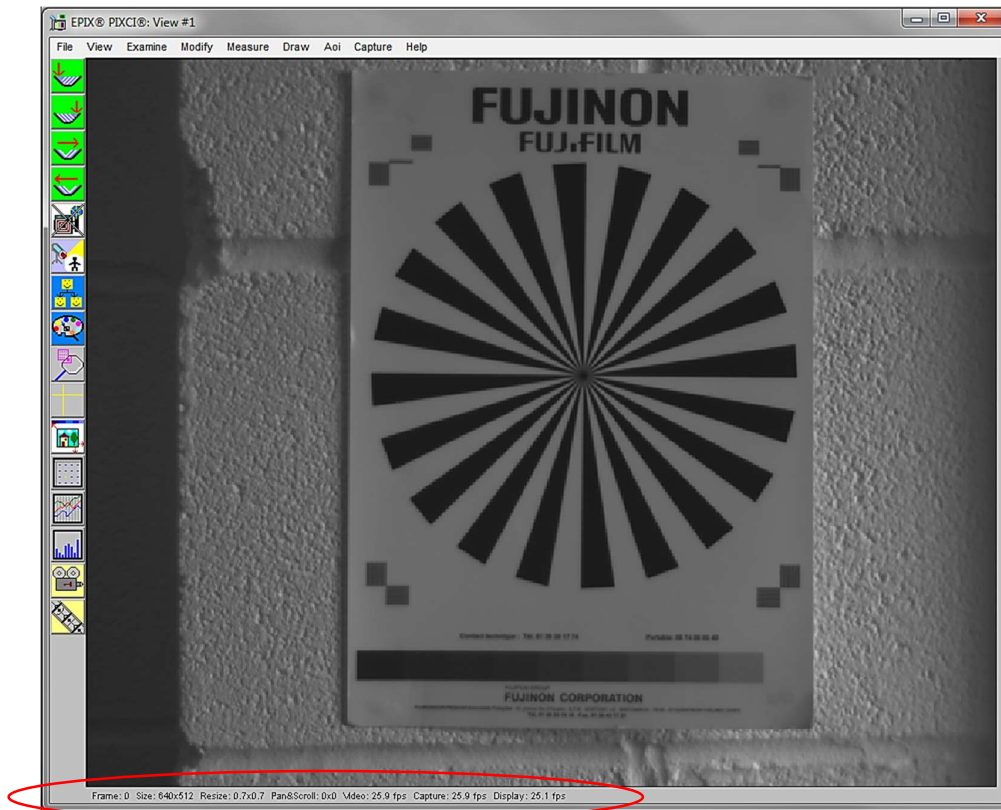 EPIX® PIXCI®: View #1
File View Examine Modify Measure Draw Aoi Capture Help
FUJINON
FUJIFILM
FUJINON CORPORATION
Frame: 0 Size: 640x512 Resize: 0.7x0.7 Pan&Scroll: 0x0 Video: 25.9 fps Capture: 25.9 fps Display: 25.1 fps